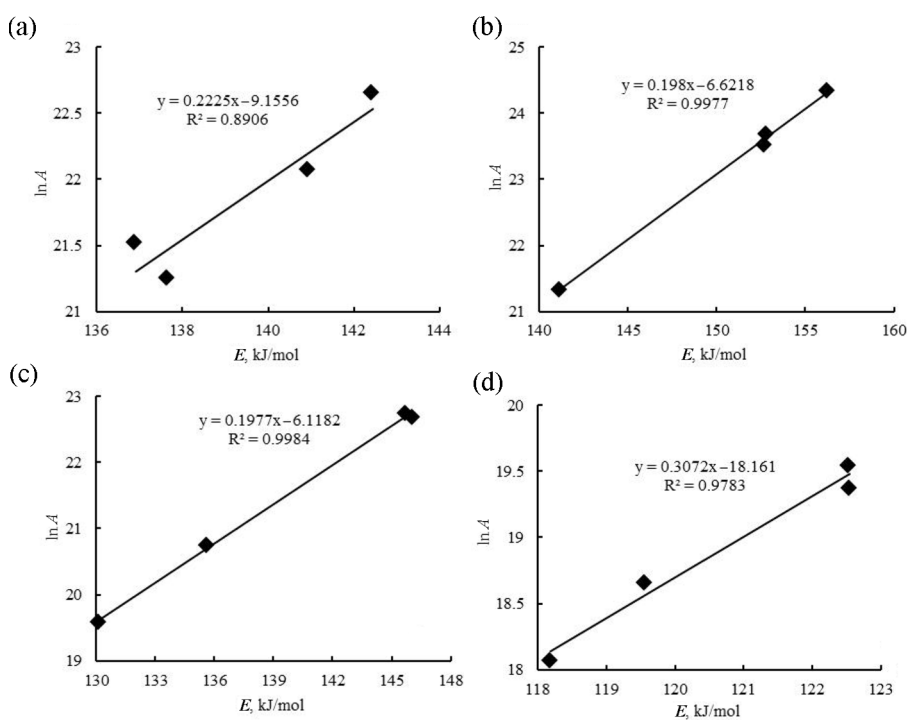 (a)
23
22.5
22
21.5
21
ln A
y = 0.2225x−9.1556
R² = 0.8906
136 138 140 142 144
E, kJ/mol
(b)
25
24
23
22
21
ln A
y = 0.198x−6.6218
R² = 0.9977
140 145 150 155 160
E, kJ/mol
(c)
23
22
21
20
19
ln A
y = 0.1977x−6.1182
R² = 0.9984
130 133 136 139 142 145 148
E, kJ/mol
(d)
20
19.5
19
18.5
18
ln A
y = 0.3072x−18.161
R² = 0.9783
118 119 120 121 122 123
E, kJ/mol